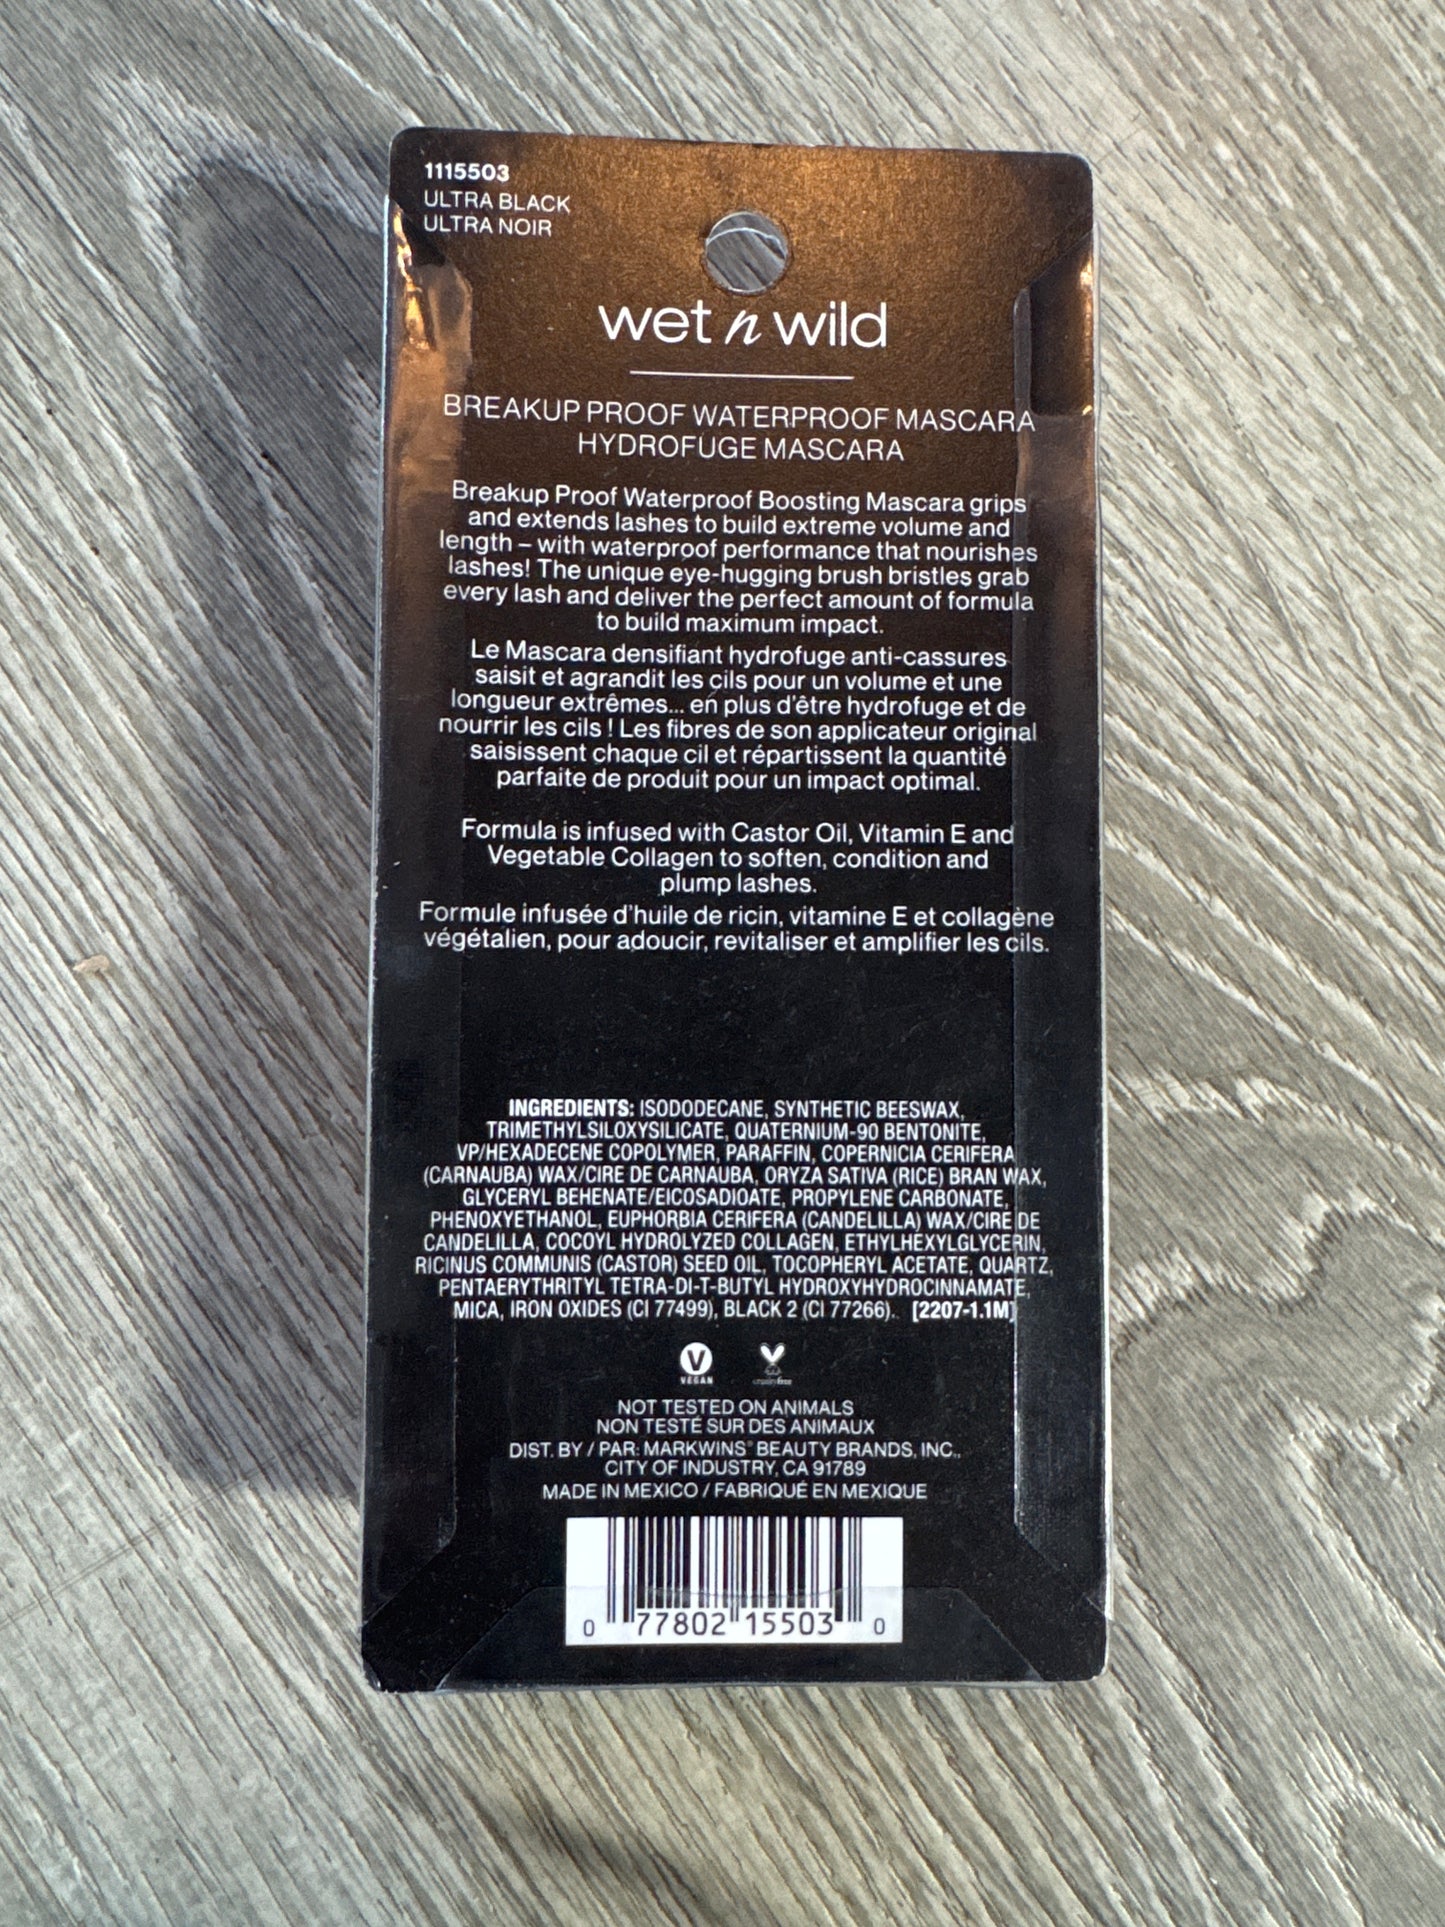 1115503
ULTRA BLACK
ULTRA NOIR
wet n wild
BREAKUP PROOF WATERPROOF MASCARA
HYDROFUGE MASCARA
Breakup Proof Waterproof Boosting Mascara grips
and extends lashes to build extreme volume and
length – with waterproof performance that nourishes
lashes! The unique eye-hugging brush bristles grab
every lash and deliver the perfect amount of formula
to build maximum impact.
Le Mascara densifiant hydrofuge anti-cassures
saisit et agrandit les cils pour un volume et une
longueur extrêmes... en plus d'être hydrofuge et de
nourrir les cils ! Les fibres de son applicateur original
saisissent chaque cil et répartissent la quantité
parfaite de produit pour un impact optimal.
Formula is infused with Castor Oil, Vitamin E and
Vegetable Collagen to soften, condition and
plump lashes.
Formule infusée d'huile de ricin, vitamine E et collagène
végétalien, pour adoucir, revitaliser et amplifier les cils.
INGREDIENTS: ISODODECANE, SYNTHETIC BEESWAX,
TRIMETHYLSILOXYSILICATE, QUATERNIUM-90 BENTONITE,
VP/HEXADECENE COPOLYMER, PARAFFIN, COPERNICIA CERIFERA
(CARNAUBA) WAX/CIRE DE CARNAUBA, ORYZA SATIVA (RICE) BRAN WAX,
GLYCERYL BEHENATE/EICOSADIOATE, PROPYLENE CARBONATE,
PHENOXYETHANOL, EUPHORBIA CERIFERA (CANDELILLA) WAX/CIRE DE
CANDELILLA, COCOYL HYDROLYZED COLLAGEN, ETHYLHEXYLGLYCERIN,
RICINUS COMMUNIS (CASTOR) SEED OIL, TOCOPHERYL ACETATE, QUARTZ,
PENTAERYTHRITYL TETRA-DI-T-BUTYL HYDROXYHYDROCINNAMATE,
MICA, IRON OXIDES (CI 77499), BLACK 2 (CI 77266). [2207-1.1M]
V
VEGAN crueltyfree
NOT TESTED ON ANIMALS
NON TESTÉ SUR DES ANIMAUX
DIST. BY / PAR: MARKWINS® BEAUTY BRANDS, INC.,
CITY OF INDUSTRY, CA 91789
MADE IN MEXICO / FABRIQUÉ EN MEXIQUE
0 77802 15503 0